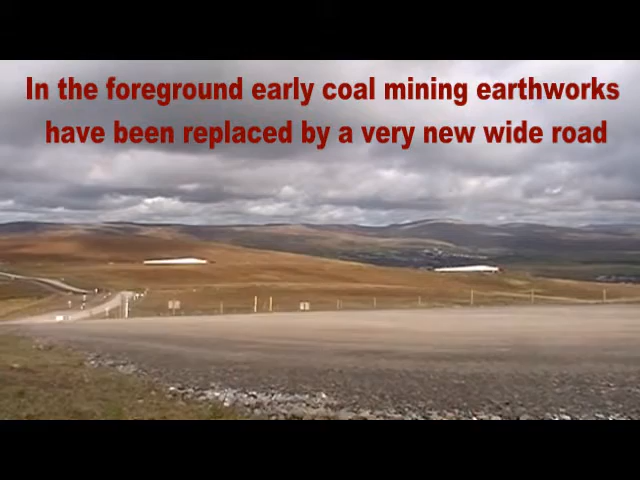 In the foreground early coal mining earthworks
have been replaced by a very new wide road